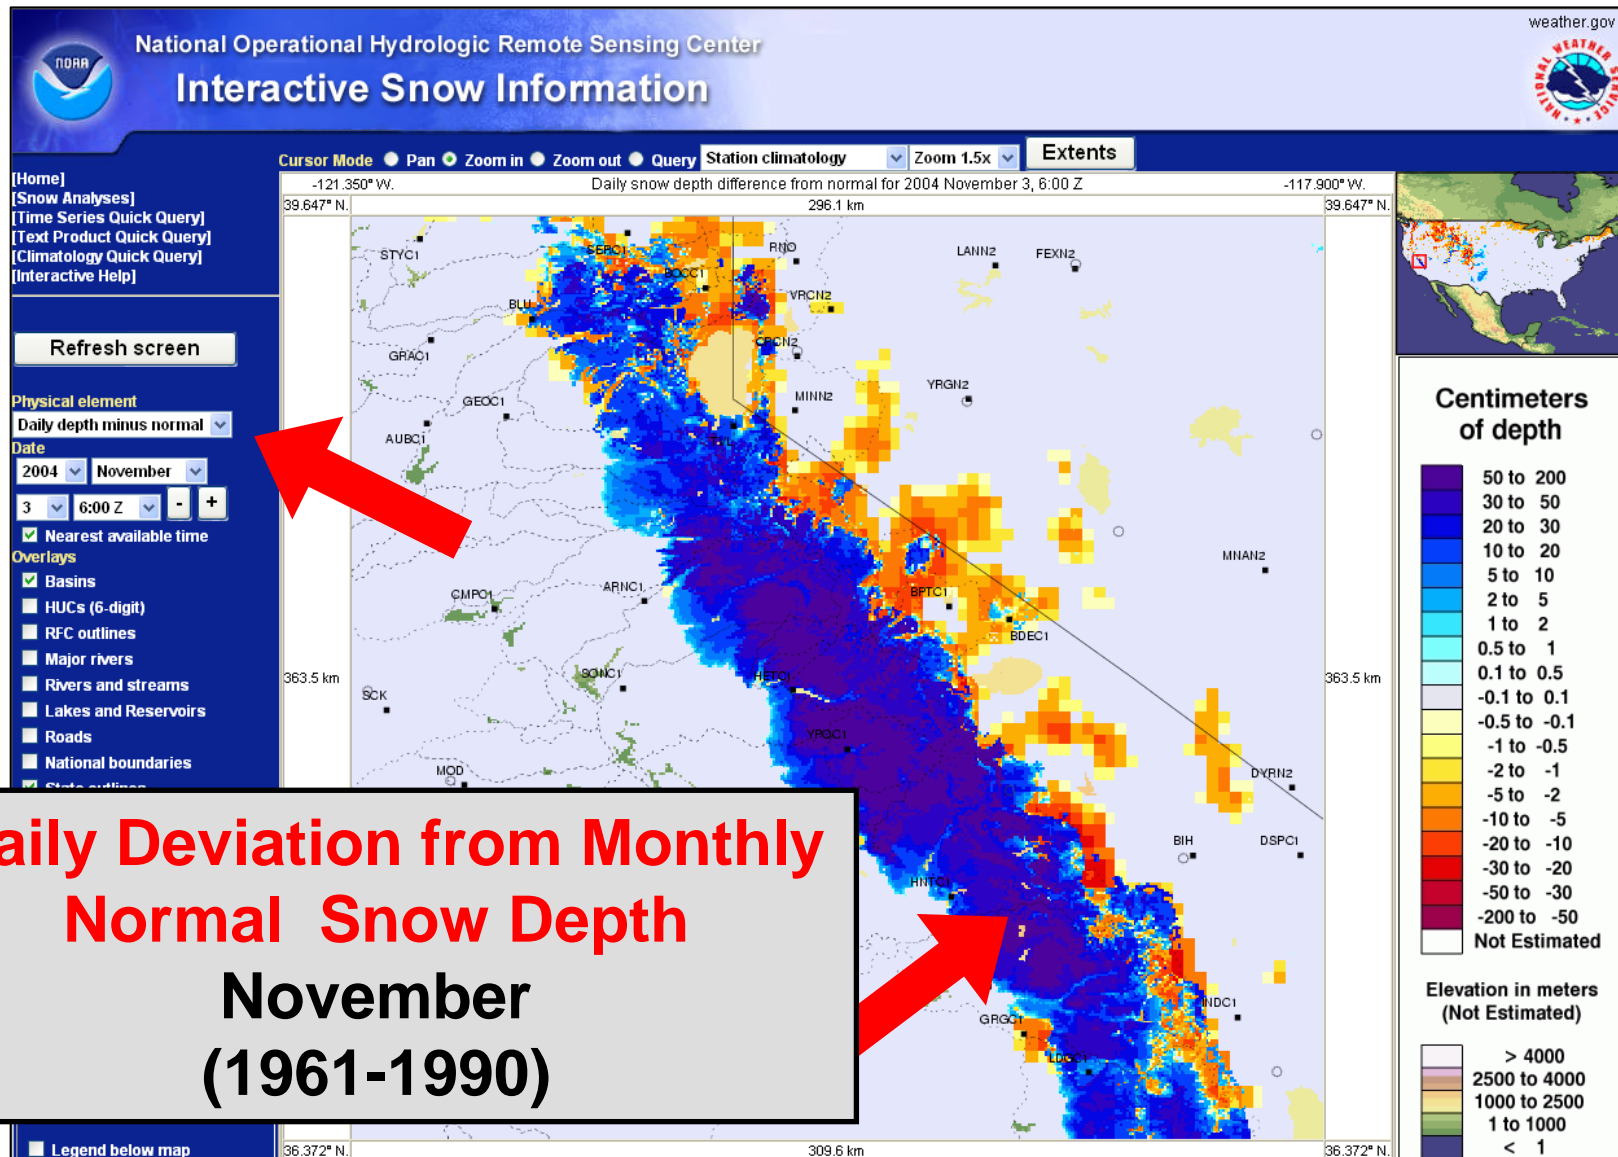 weather.gov
NOAA
National Operational Hydrologic Remote Sensing Center
Interactive Snow Information
NATIONAL WEATHER SERVICE
Cursor Mode Pan Zoom in Zoom out Query Station climatology Zoom 1.5x Extents
[Home]
[Snow Analyses]
[Time Series Quick Query]
[Text Product Quick Query]
[Climatology Quick Query]
[Interactive Help]
Refresh screen
Physical element
Daily depth minus normal
Date
2004 November
3 6:00 Z - +
Nearest available time
Overlays
Basins
HUCs (6-digit)
RFC outlines
Major rivers
Rivers and streams
Lakes and Reservoirs
Roads
National boundaries
State outlines
Legend below map
-121.350° W. Daily snow depth difference from normal for 2004 November 3, 6:00 Z -117.900° W.
39.647° N. 296.1 km 39.647° N.
STYC1
SERC1
RNO
LANN2
FEXN2
BOCC1
BLU
VRCN2
GRAC1
CRCN2
GEOC1
MINN2
YRGN2
AUBC1
TVL
MNAN2
CMPC1
ARNC1
BPTC1
BDEC1
363.5 km
SONC1
HETC1
363.5 km
SCK
YROC1
MOD
DYRN2
BIH
DSPC1
HNTC1
GRGC1
NDC1
LDGC1
aily Deviation from Monthly
Normal Snow Depth
November
(1961-1990)
36.372° N. 309.6 km 36.372° N.
Centimeters
of depth
50 to 200
30 to 50
20 to 30
10 to 20
5 to 10
2 to 5
1 to 2
0.5 to 1
0.1 to 0.5
-0.1 to 0.1
-0.5 to -0.1
-1 to -0.5
-2 to -1
-5 to -2
-10 to -5
-20 to -10
-30 to -20
-50 to -30
-200 to -50
Not Estimated
Elevation in meters
(Not Estimated)
> 4000
2500 to 4000
1000 to 2500
1 to 1000
< 1